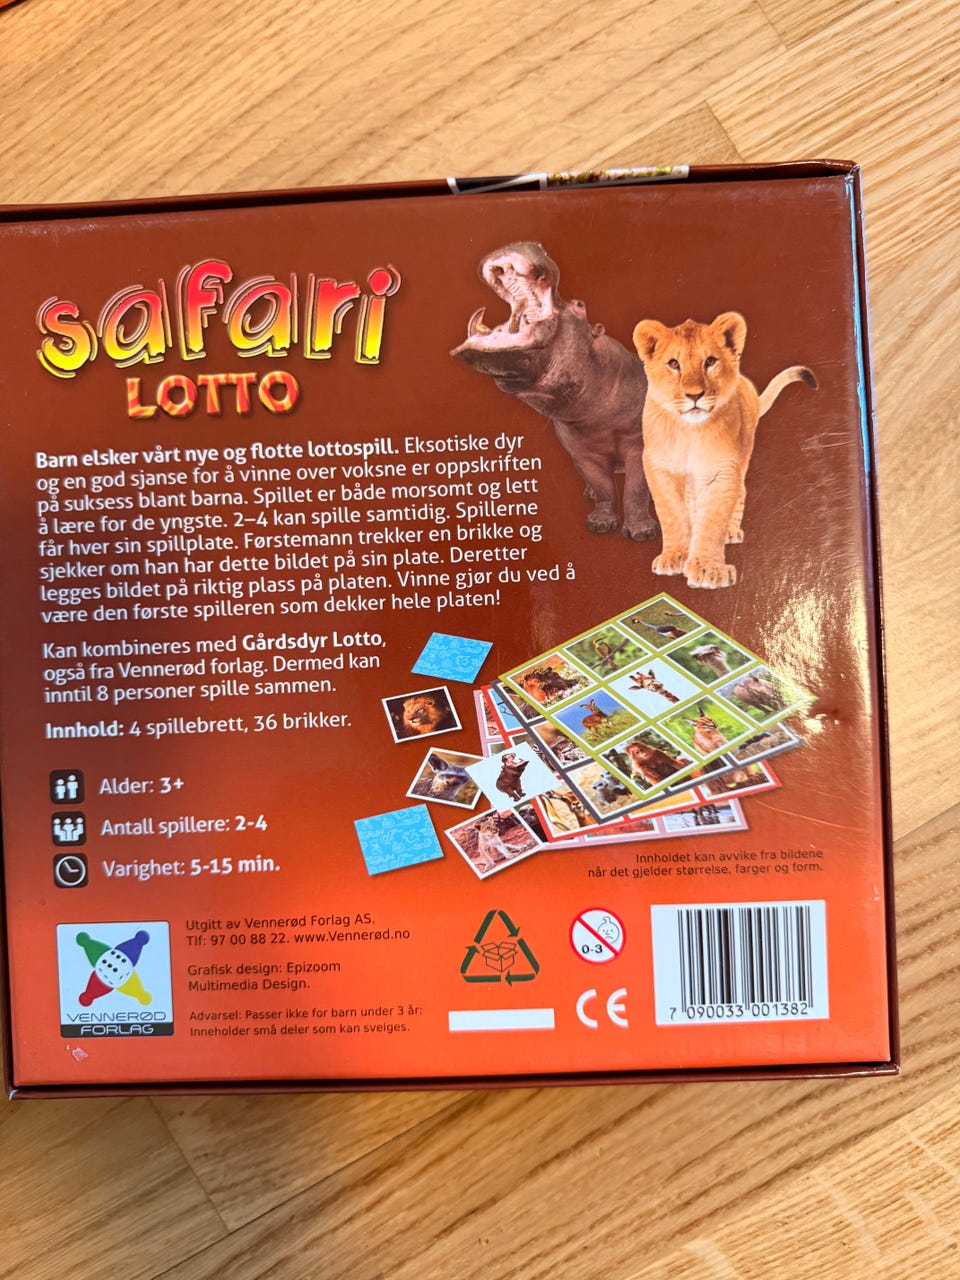 safari
LOTTO
Barn elsker vårt nye og flotte lottospill. Eksotiske dyr
og en god sjanse for å vinne over voksne er oppskriften
på suksess blant barna. Spillet er både morsomt og lett
å lære for de yngste. 2–4 kan spille samtidig. Spillerne
får hver sin spillplate. Førstemann trekker en brikke og
sjekker om han har dette bildet på sin plate. Deretter
legges bildet på riktig plass på platen. Vinne gjør du ved å
være den første spilleren som dekker hele platen!
Kan kombineres med Gårdsdyr Lotto,
også fra Vennerød forlag. Dermed kan
inntil 8 personer spille sammen.
Innhold: 4 spillebrett, 36 brikker.
Alder: 3+
Antall spillere: 2-4
Varighet: 5-15 min.
Innholdet kan avvike fra bildene
når det gjelder størrelse, farger og form.
VENNERØD
FORLAG
Utgitt av Vennerød Forlag AS.
Tlf: 97 00 88 22. www.Vennerød.no
Grafisk design: Epizoom
Multimedia Design.
Advarsel: Passer ikke for barn under 3 år:
Inneholder små deler som kan svelges.
0-3
CE
7 090033 001382